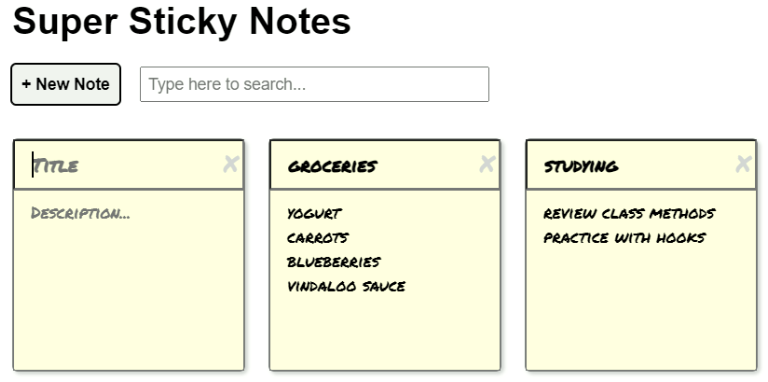 Super Sticky Notes
+ New Note
Type here to search...
Title
Description...
GROCERIES
YOGURT
CARROTS
BLUEBERRIES
VINDALOO SAUCE
STUDYING
REVIEW CLASS METHODS
PRACTICE WITH HOOKS